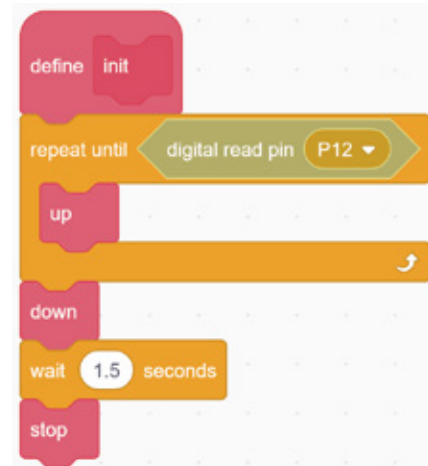 define init
repeat until digital read pin P12
up
down
wait 1.5 seconds
stop